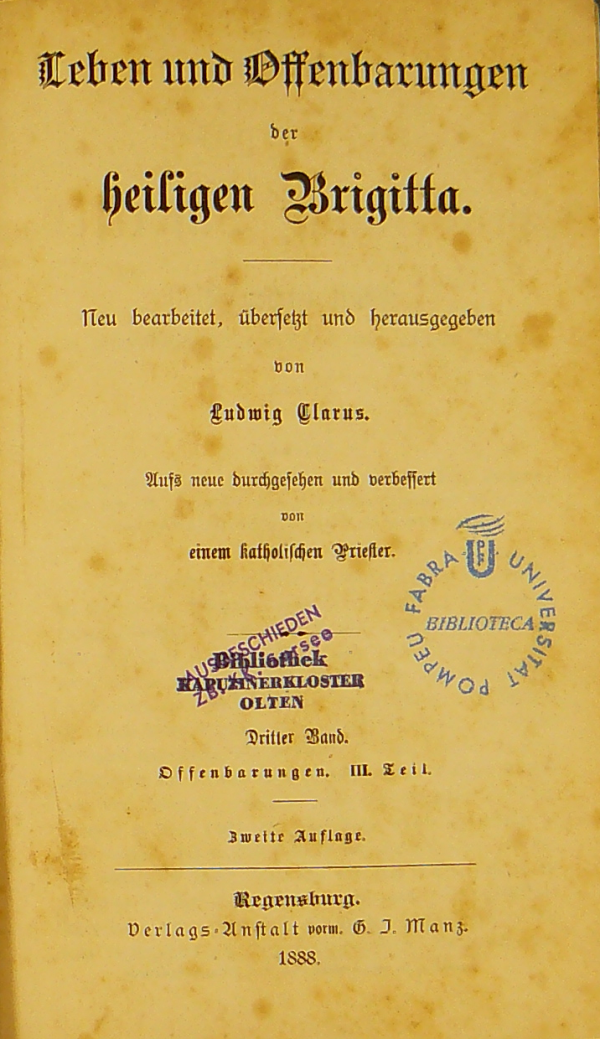 Leben und Offenbarungen
der
heiligen Brigitta.
Neu bearbeitet, übersetzt und herausgegeben
von
Ludwig Clarus.
Aufs neue durchgesehen und verbessert
von
einem katholischen Priester.
UNIVERSITAT POMPEU FABRA
UPF
BIBLIOTECA
AUSGESCHIEDEN
Bibliothek
KAPUZINERKLOSTER
OLTEN
Dritter Band.
Offenbarungen. III. Teil.
Zweite Auflage.
Regensburg.
Verlags-Anstalt vorm. G. J. Manz.
1888.